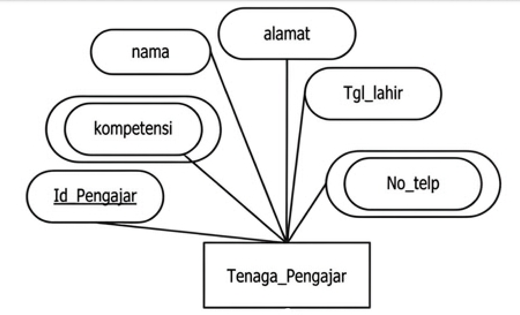 alamat
nama
Tgl_lahir
kompetensi
No_telp
Id_Pengajar
Tenaga_Pengajar